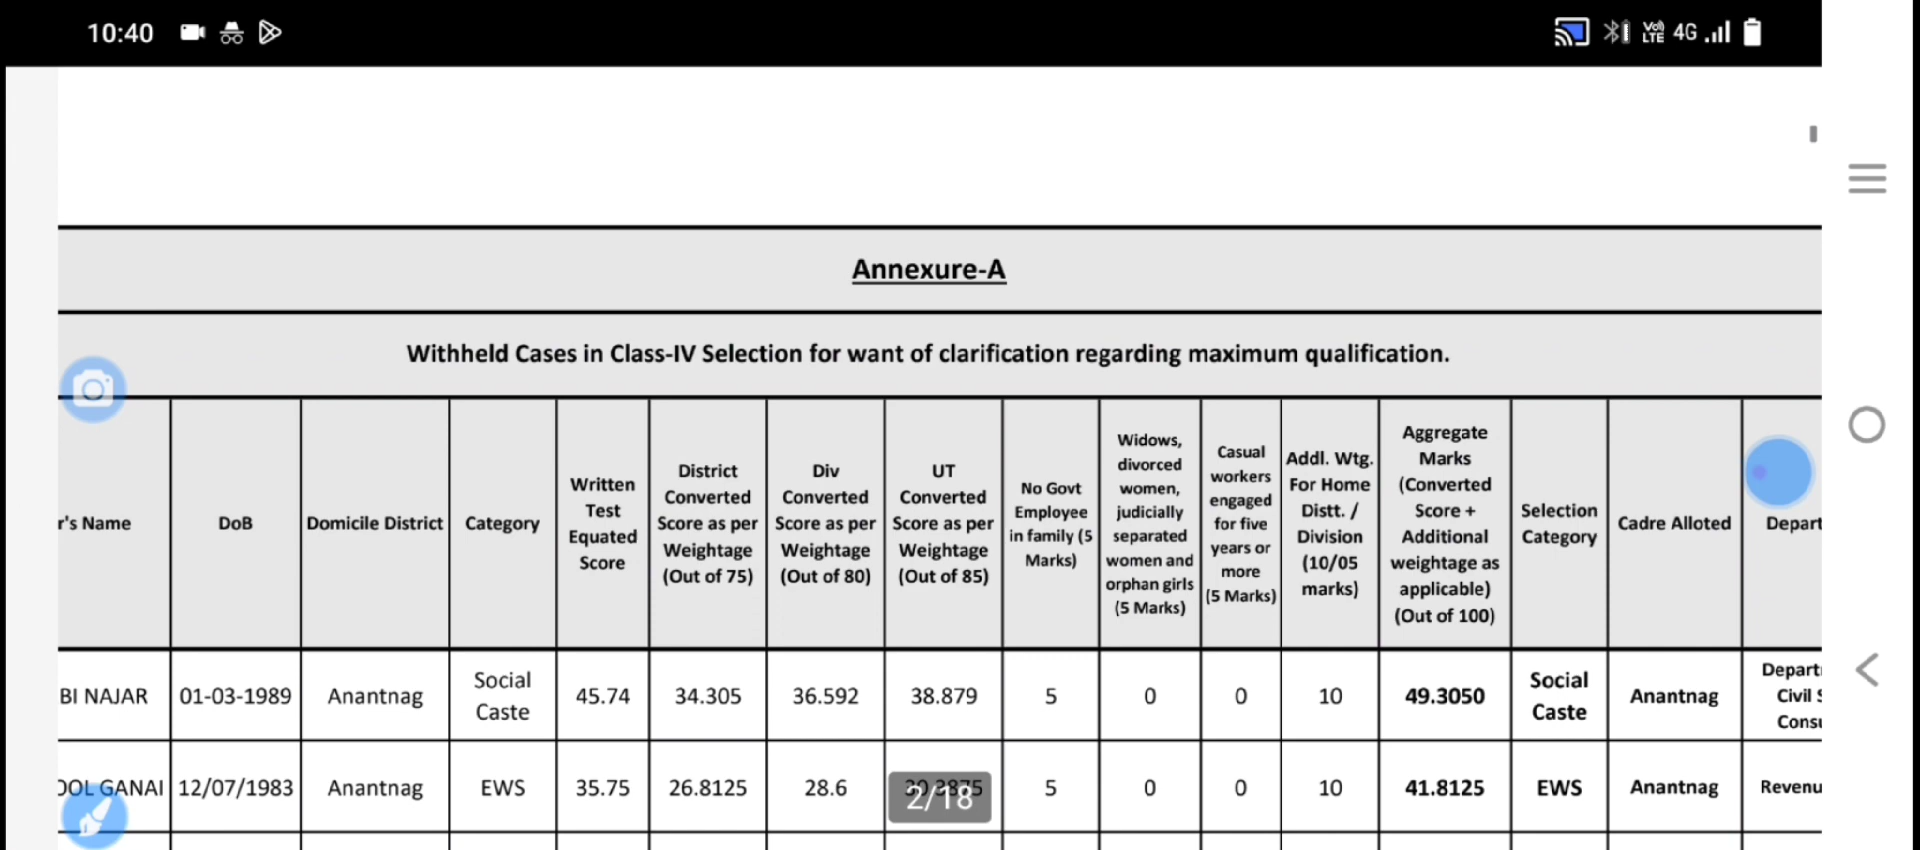 10:40
Vo)) LTE 4G
Annexure-A
Withheld Cases in Class-IV Selection for want of clarification regarding maximum qualification.
r's Name
DoB
Domicile District
Category
Written
Test
Equated
Score
District
Converted
Score as per
Weightage
(Out of 75)
Div
Converted
Score as per
Weightage
(Out of 80)
UT
Converted
Score as per
Weightage
(Out of 85)
No Govt
Employee
in family (5
Marks)
Widows,
divorced
women,
judicially
separated
women and
orphan girls
(5 Marks)
Casual
workers
engaged
for five
years or
more
(5 Marks)
Addl. Wtg.
For Home
Distt. /
Division
(10/05
marks)
Aggregate
Marks
(Converted
Score +
Additional
weightage as
applicable)
(Out of 100)
Selection
Category
Cadre Alloted
Depart
BI NAJAR
01-03-1989
Anantnag
Social
Caste
45.74
34.305
36.592
38.879
5
0
0
10
49.3050
Social
Caste
Anantnag
Depart
Civil S
Consu
OOL GANAI
12/07/1983
Anantnag
EWS
35.75
26.8125
28.6
2/18
5
0
0
10
41.8125
EWS
Anantnag
Revenu